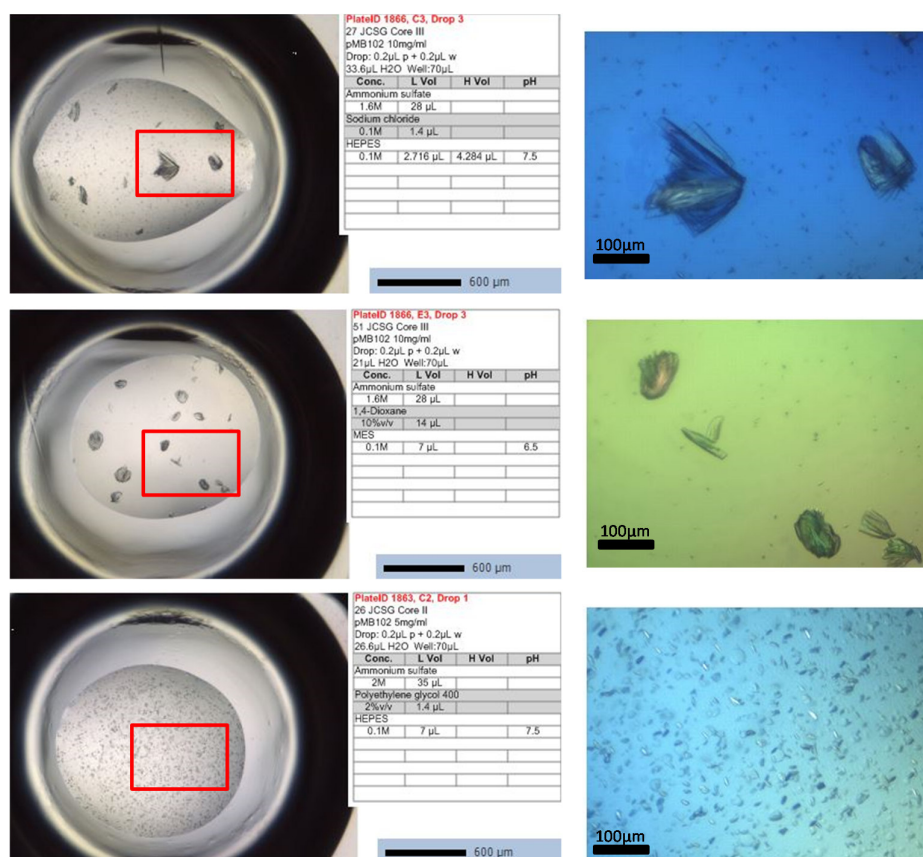 PlateID 1866, C3, Drop 3
27 JCSG Core III
pMB102 10mg/ml
Drop: 0.2µL p + 0.2µL w
33.6µL H2O Well:70µL
Conc. L Vol H Vol pH
Ammonium sulfate
1.6M 28 µL
Sodium chloride
0.1M 1.4 µL
HEPES
0.1M 2.716 µL 4.284 µL 7.5
600 µm
100µm
PlateID 1866, E3, Drop 3
51 JCSG Core III
pMB102 10mg/ml
Drop: 0.2µL p + 0.2µL w
21µL H2O Well:70µL
Conc. L Vol H Vol pH
Ammonium sulfate
1.6M 28 µL
1,4-Dioxane
10%v/v 14 µL
MES
0.1M 7 µL 6.5
600 µm
100µm
PlateID 1863, C2, Drop 1
26 JCSG Core II
pMB102 5mg/ml
Drop: 0.2µL p + 0.2µL w
26.6µL H2O Well:70µL
Conc. L Vol H Vol pH
Ammonium sulfate
2M 35 µL
Polyethylene glycol 400
2%v/v 1.4 µL
HEPES
0.1M 7 µL 7.5
600 µm
100µm